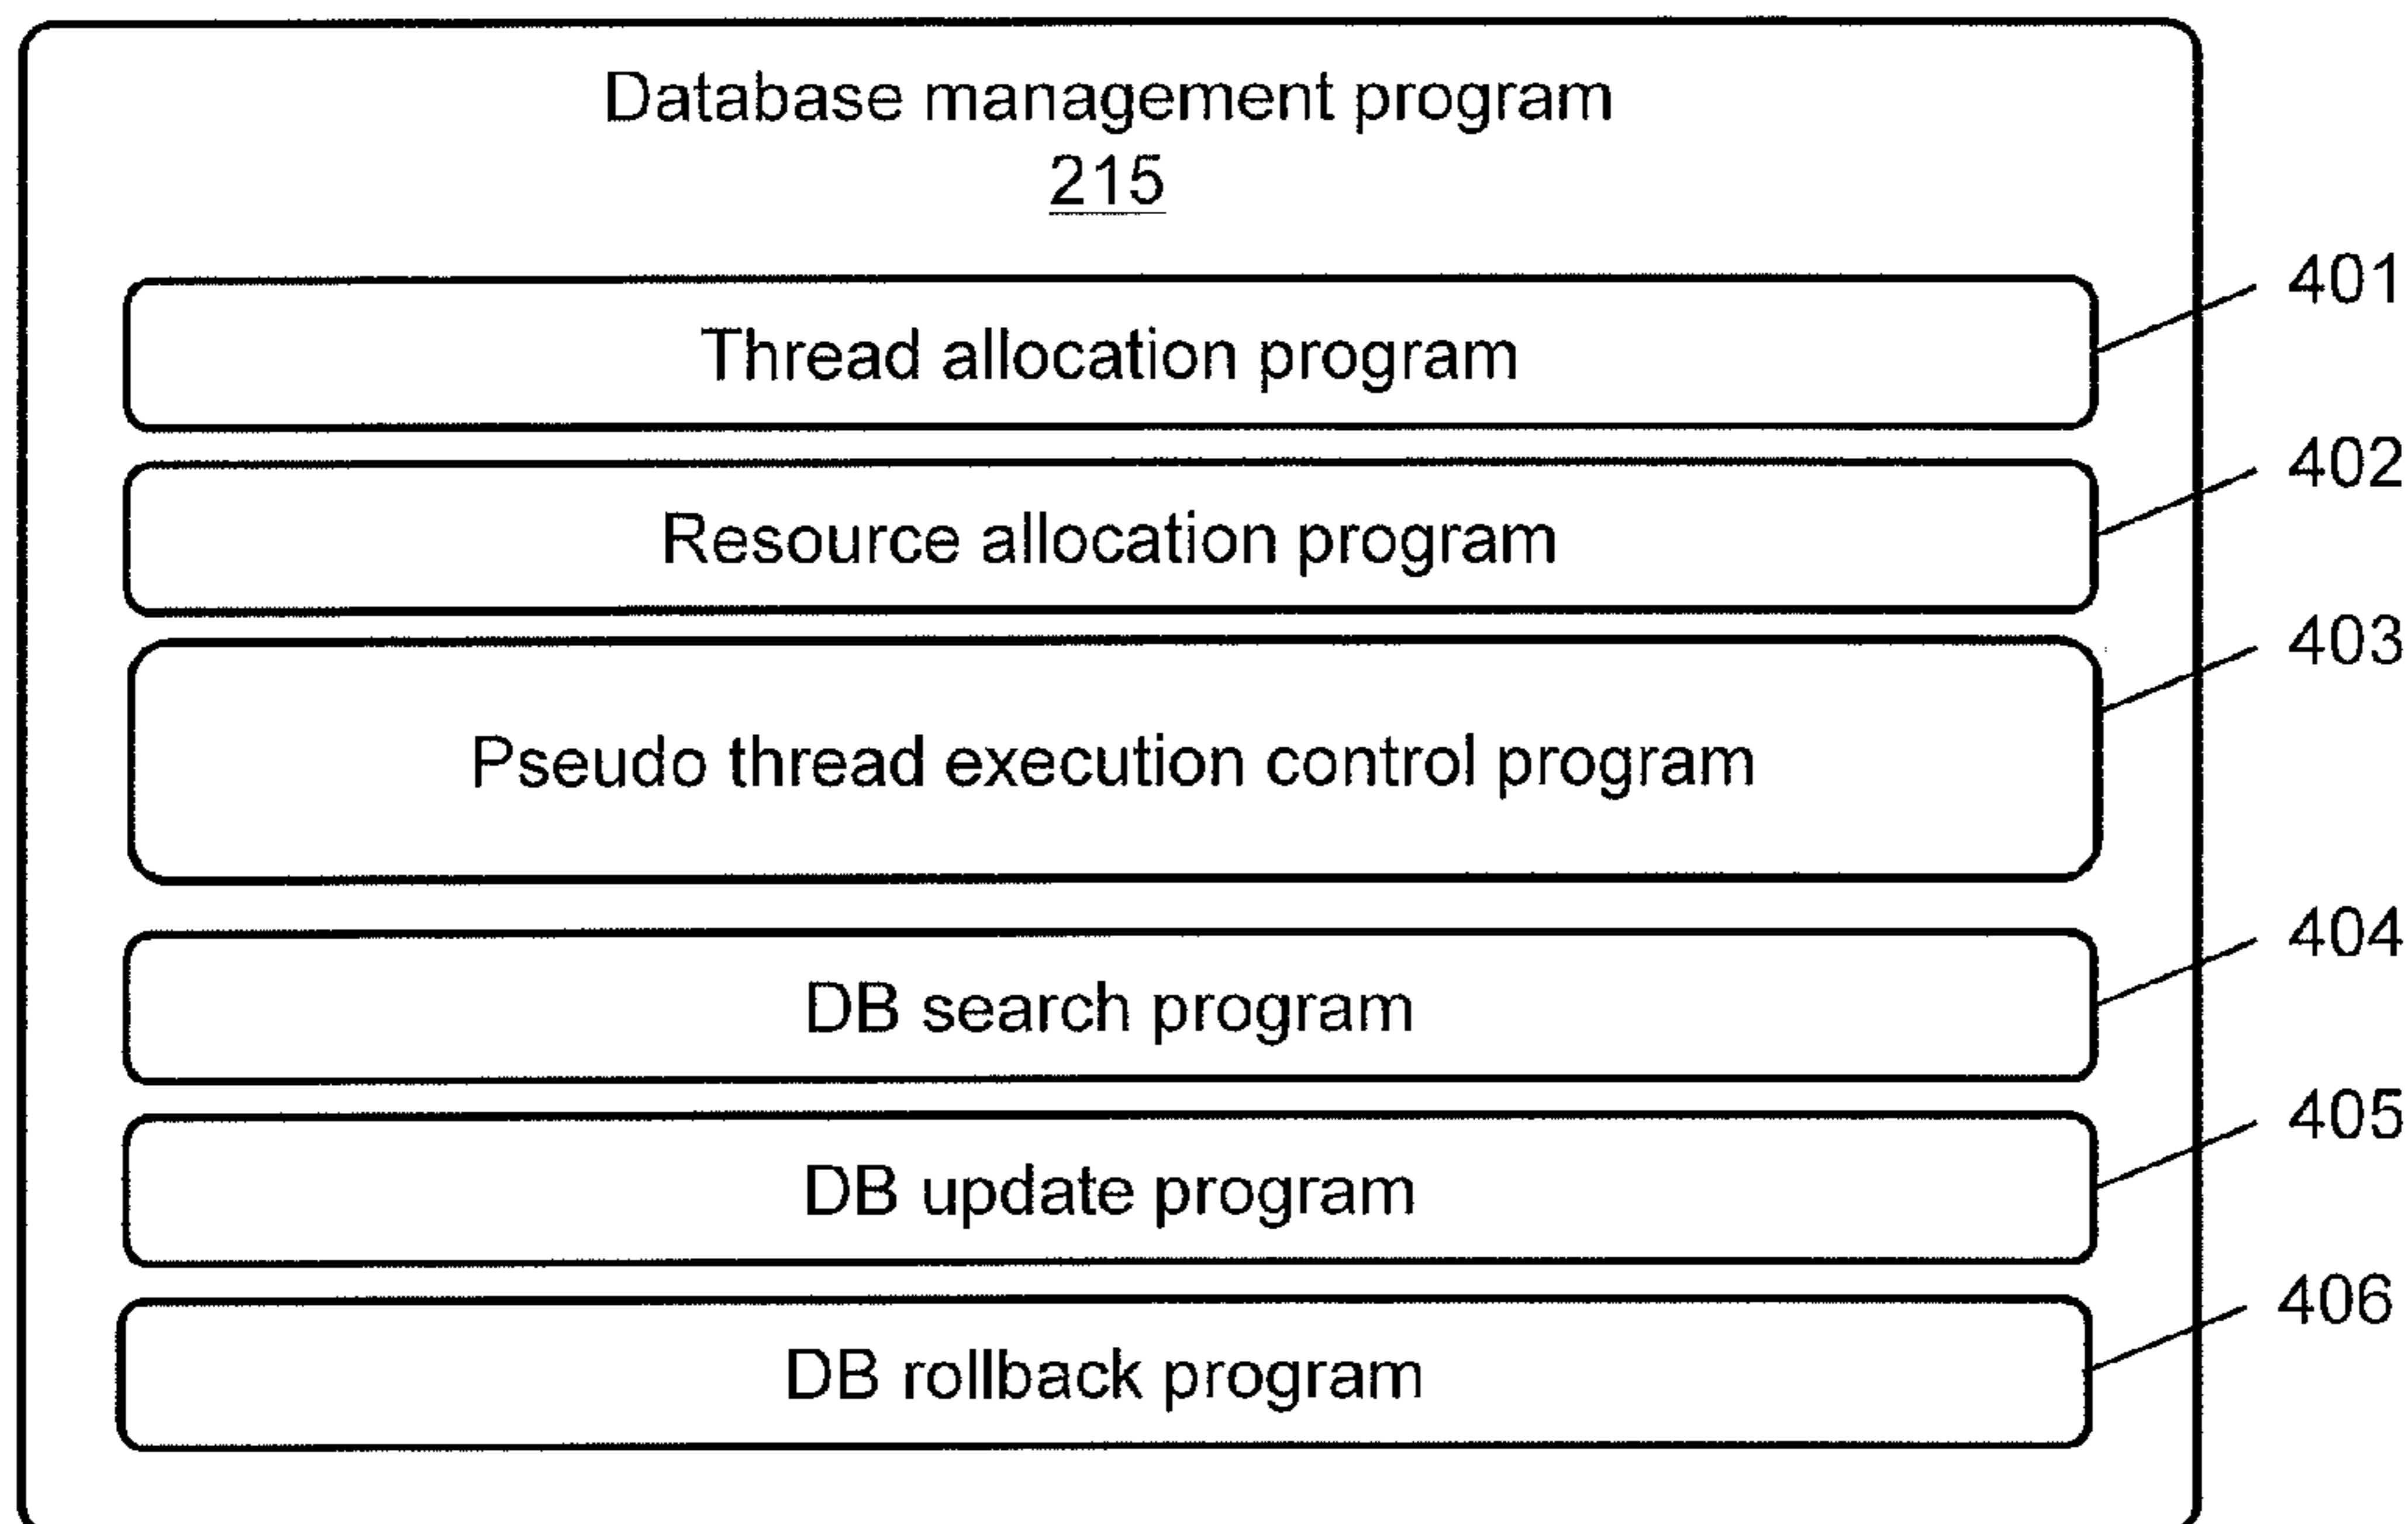 Database management program
215
Thread allocation program
401
Resource allocation program
402
Pseudo thread execution control program
403
DB search program
404
DB update program
405
DB rollback program
406